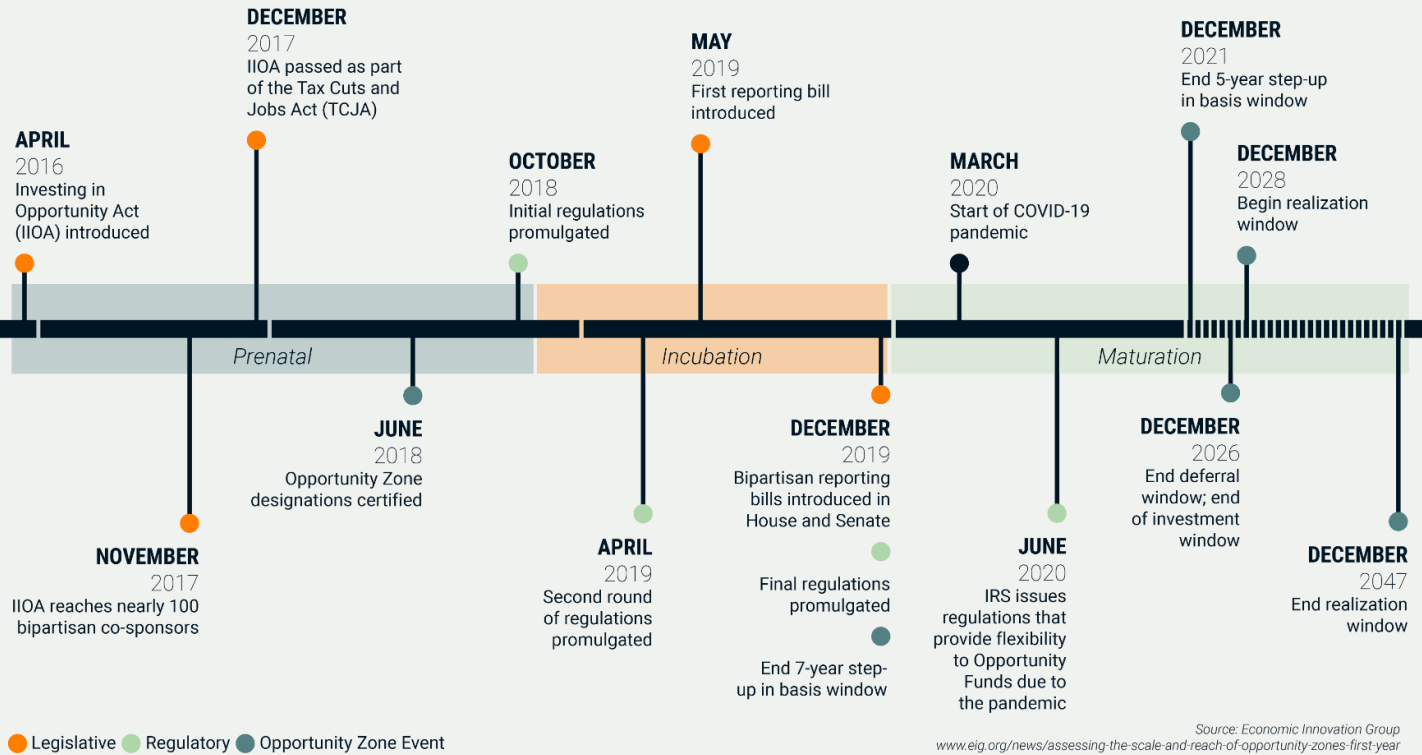 DECEMBER
2017
IIOA passed as part
of the Tax Cuts and
Jobs Act (TCJA)
DECEMBER
2021
End 5-year step-up
in basis window
MAY
2019
First reporting bill
introduced
APRIL
2016
Investing in
Opportunity Act
(IIOA) introduced
OCTOBER
2018
Initial regulations
promulgated
MARCH
2020
Start of COVID-19
pandemic
DECEMBER
2028
Begin realization
window
Prenatal
Incubation
Maturation
JUNE
2018
Opportunity Zone
designations certified
DECEMBER
2019
Bipartisan reporting
bills introduced in
House and Senate
Final regulations
promulgated
End 7-year step-
up in basis window
DECEMBER
2026
End deferral
window; end
of investment
window
NOVEMBER
2017
IIOA reaches nearly 100
bipartisan co-sponsors
APRIL
2019
Second round
of regulations
promulgated
JUNE
2020
IRS issues
regulations that
provide flexibility
to Opportunity
Funds due to
the pandemic
DECEMBER
2047
End realization
window
Legislative
Regulatory
Opportunity Zone Event
Source: Economic Innovation Group
www.eig.org/news/assessing-the-scale-and-reach-of-opportunity-zones-first-year